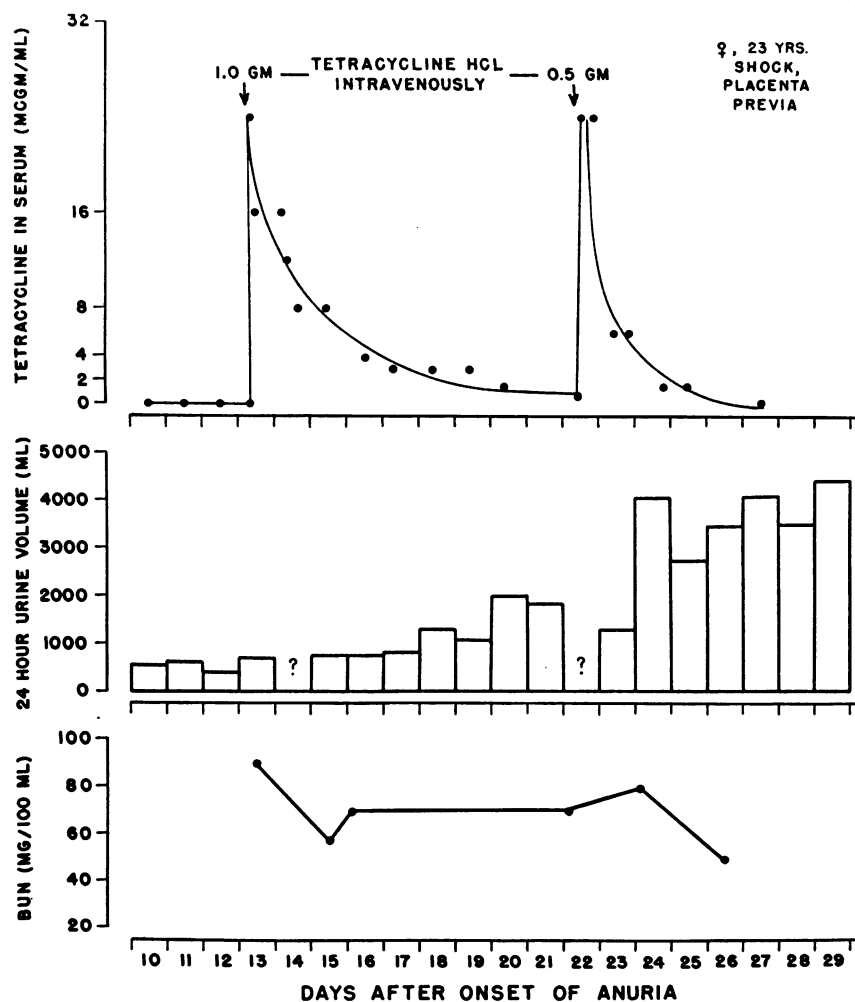 TETRACYCLINE IN SERUM (MCGM/ML)
32
16
8
4
2
0
1.0 GM — TETRACYCLINE HCL — 0.5 GM
INTRAVENOUSLY
♀, 23 YRS.
SHOCK,
PLACENTA
PREVIA
24 HOUR URINE VOLUME (ML)
5000
4000
3000
2000
1000
0
?
?
BUN (MG/100 ML)
100
80
60
40
20
10 11 12 13 14 15 16 17 18 19 20 21 22 23 24 25 26 27 28 29
DAYS AFTER ONSET OF ANURIA